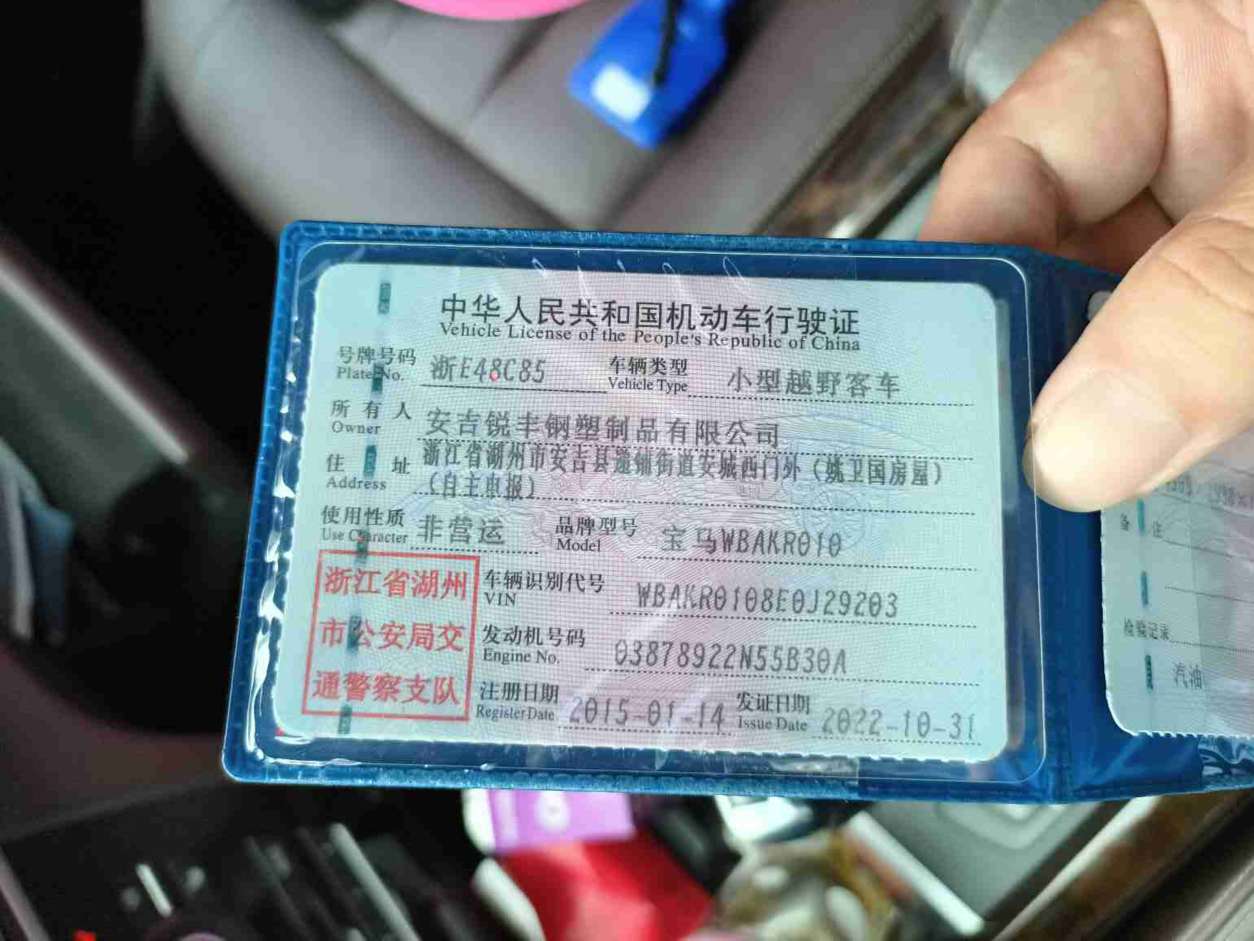 中华人民共和国机动车行驶证
Vehicle License of the People's Republic of China
号牌号码 浙E48C85 车辆类型 小型越野客车
Plate No. Vehicle Type
所有人 安吉锐丰钢塑制品有限公司
Owner
住址 浙江省湖州市安吉县递铺街道安城西门外（姚卫国房屋）
Address （自主申报）
使用性质 非营运 品牌型号 宝马WBAKR010
Use Character Model
浙江省湖州
市公安局交
通警察支队
车辆识别代号 WBAKR0108E0J29203
VIN
发动机号码 03878922N55B30A
Engine No.
注册日期 2015-01-14 发证日期 2022-10-31
Register Date Issue Date
备注
检验记录
汽油